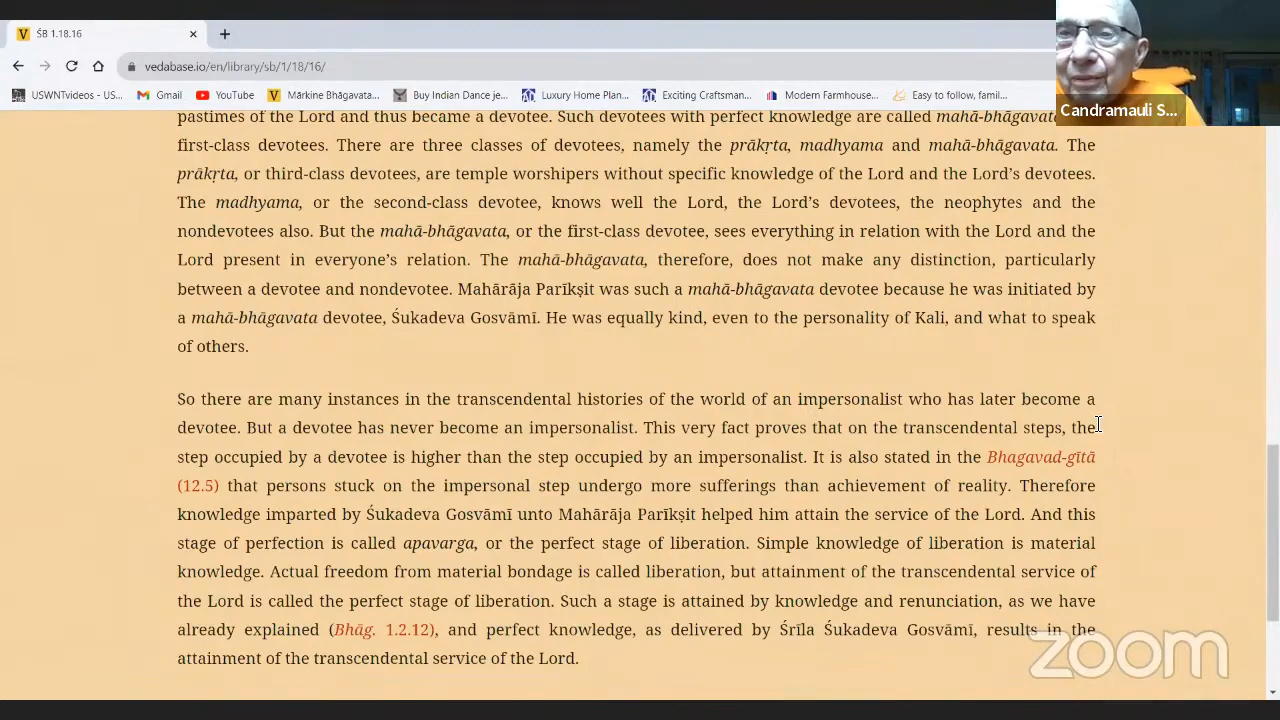 ŚB 1.18.16
vedabase.io/en/library/sb/1/18/16/
USWNTvideos - US... Gmail YouTube Mārkine Bhāgavata... Buy Indian Dance je... Luxury Home Plan... Exciting Craftsman... Modern Farmhouse... Easy to follow, famil...
Candramauli S...
pastimes of the Lord and thus became a devotee. Such devotees with perfect knowledge are called mahā-bhāgavata
first-class devotees. There are three classes of devotees, namely the prākṛta, madhyama and mahā-bhāgavata. The
prākṛta, or third-class devotees, are temple worshipers without specific knowledge of the Lord and the Lord’s devotees.
The madhyama, or the second-class devotee, knows well the Lord, the Lord’s devotees, the neophytes and the
nondevotees also. But the mahā-bhāgavata, or the first-class devotee, sees everything in relation with the Lord and the
Lord present in everyone’s relation. The mahā-bhāgavata, therefore, does not make any distinction, particularly
between a devotee and nondevotee. Mahārāja Parīkṣit was such a mahā-bhāgavata devotee because he was initiated by
a mahā-bhāgavata devotee, Śukadeva Gosvāmī. He was equally kind, even to the personality of Kali, and what to speak
of others.
So there are many instances in the transcendental histories of the world of an impersonalist who has later become a
devotee. But a devotee has never become an impersonalist. This very fact proves that on the transcendental steps, the
step occupied by a devotee is higher than the step occupied by an impersonalist. It is also stated in the Bhagavad-gītā
(12.5) that persons stuck on the impersonal step undergo more sufferings than achievement of reality. Therefore
knowledge imparted by Śukadeva Gosvāmī unto Mahārāja Parīkṣit helped him attain the service of the Lord. And this
stage of perfection is called apavarga, or the perfect stage of liberation. Simple knowledge of liberation is material
knowledge. Actual freedom from material bondage is called liberation, but attainment of the transcendental service of
the Lord is called the perfect stage of liberation. Such a stage is attained by knowledge and renunciation, as we have
already explained (Bhāg. 1.2.12), and perfect knowledge, as delivered by Śrīla Śukadeva Gosvāmī, results in the
attainment of the transcendental service of the Lord.
zoom